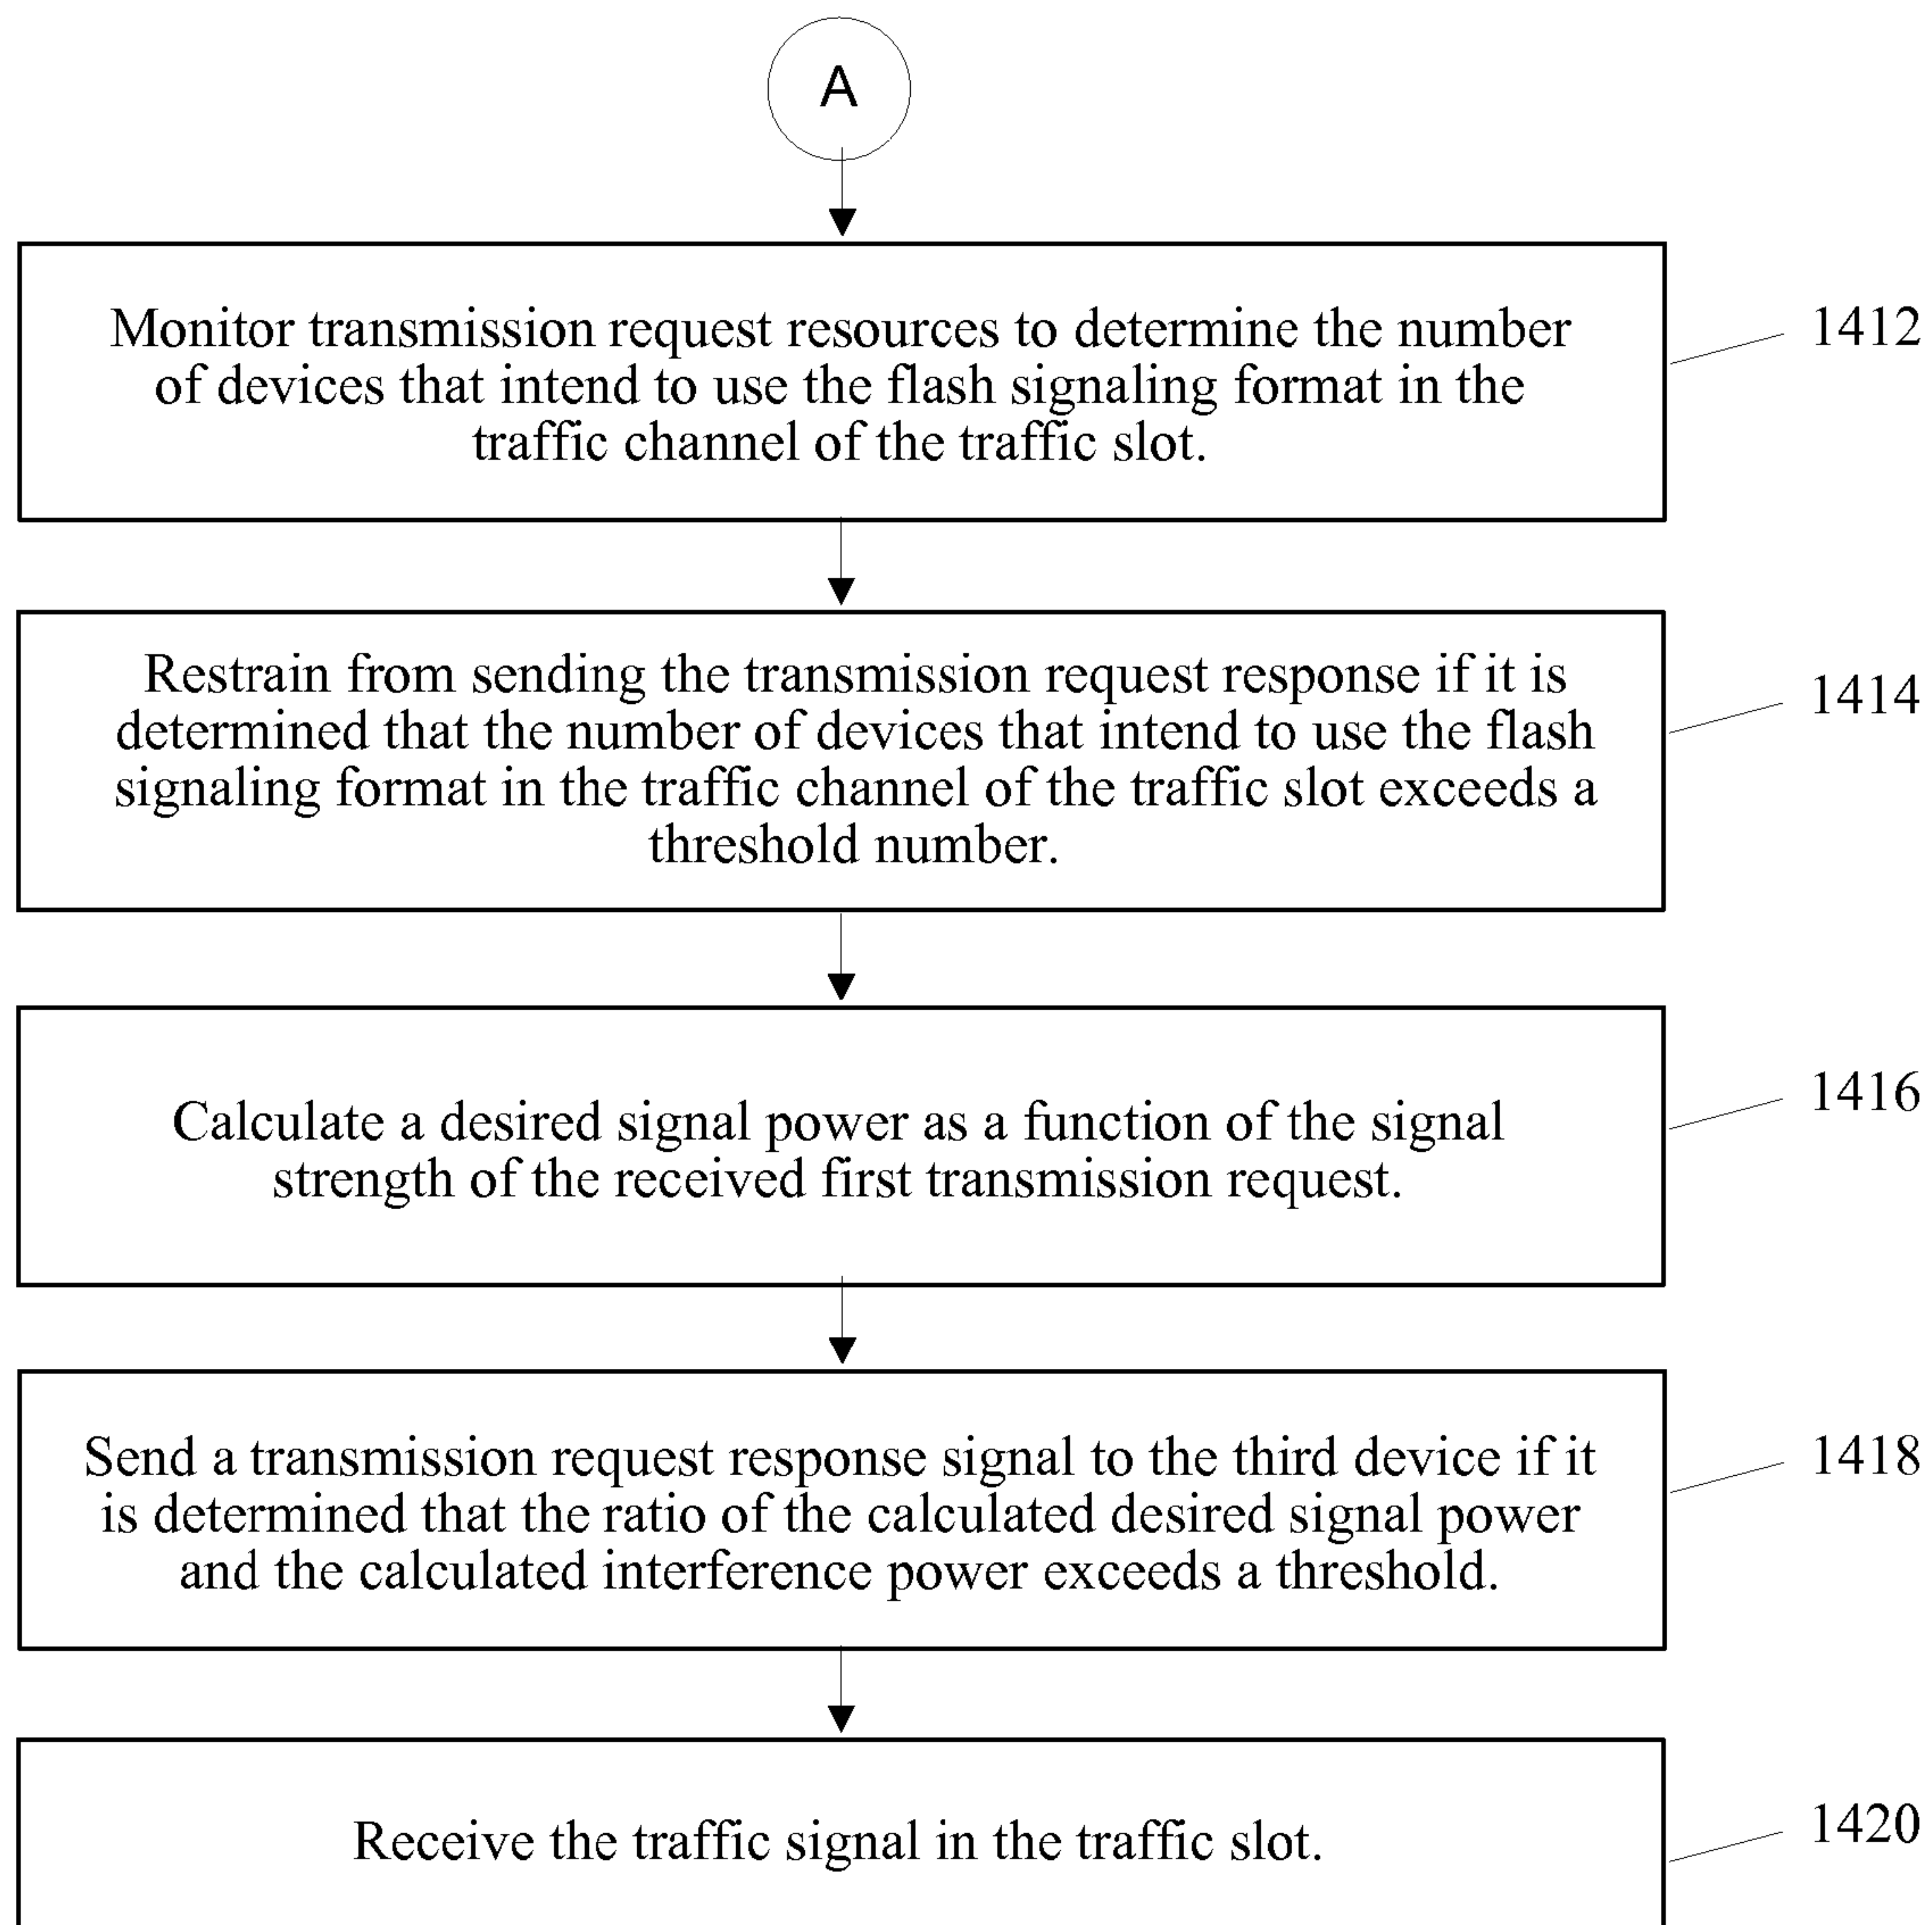 A
Monitor transmission request resources to determine the number
of devices that intend to use the flash signaling format in the
traffic channel of the traffic slot.
1412
Restrain from sending the transmission request response if it is
determined that the number of devices that intend to use the flash
signaling format in the traffic channel of the traffic slot exceeds a
threshold number.
1414
Calculate a desired signal power as a function of the signal
strength of the received first transmission request.
1416
Send a transmission request response signal to the third device if it
is determined that the ratio of the calculated desired signal power
and the calculated interference power exceeds a threshold.
1418
Receive the traffic signal in the traffic slot.
1420